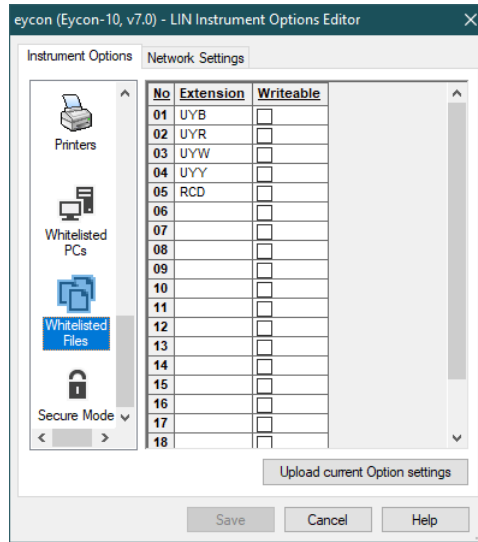 eycon (Eycon-10, v7.0) - LIN Instrument Options Editor
Instrument Options Network Settings
Printers
Whitelisted
PCs
Whitelisted
Files
Secure Mode
No Extension Writeable
01 UYB
02 UYR
03 UYW
04 UYY
05 RCD
06
07
08
09
10
11
12
13
14
15
16
17
18
Upload current Option settings
Save Cancel Help